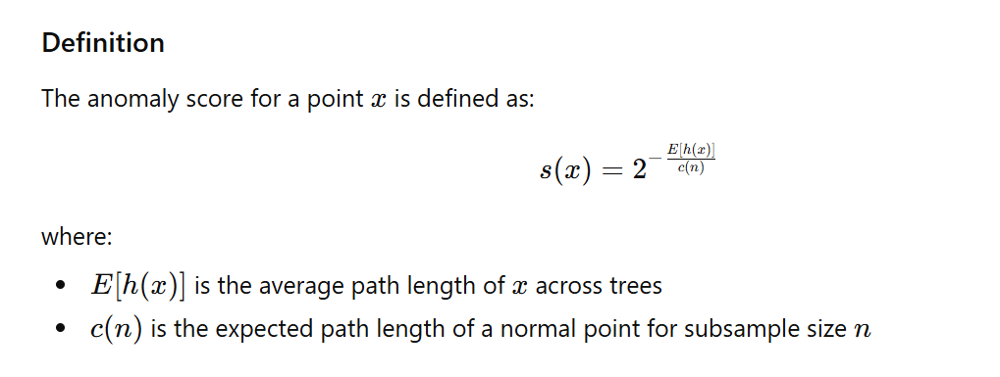 Definition
The anomaly score for a point x is defined as:
s(x) = 2^{-\frac{E[h(x)]}{c(n)}}
where:
• E[h(x)] is the average path length of x across trees
• c(n) is the expected path length of a normal point for subsample size n